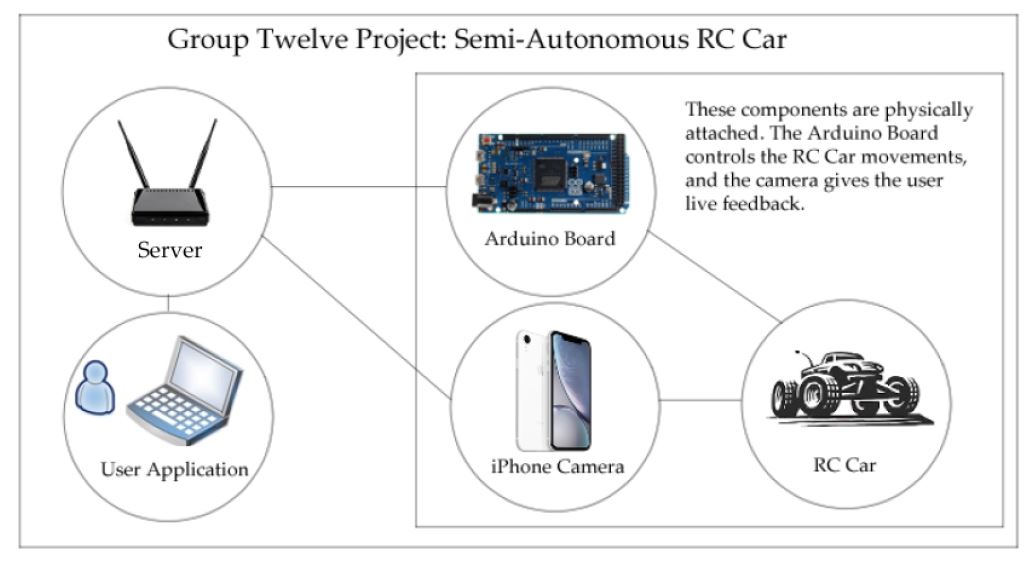 Group Twelve Project: Semi-Autonomous RC Car
These components are physically
attached. The Arduino Board
controls the RC Car movements,
and the camera gives the user
live feedback.
Server
Arduino Board
User Application
iPhone Camera
RC Car